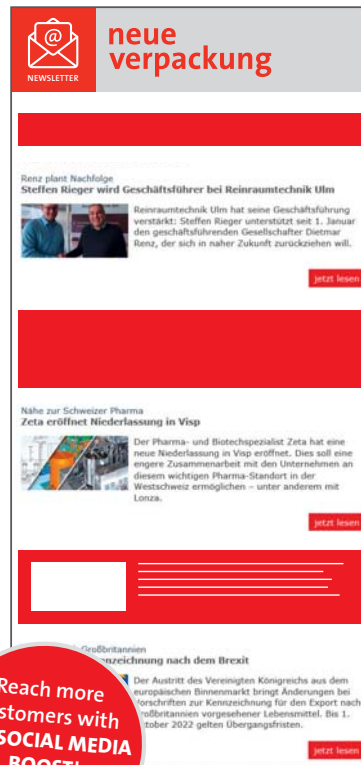 @
NEWSLETTER
neue
verpackung
Renz plant Nachfolge
Steffen Rieger wird Geschäftsführer bei Reinraumtechnik Ulm
Reinraumtechnik Ulm hat seine Geschäftsführung
verstärkt: Steffen Rieger unterstützt seit 1. Januar
den geschäftsführenden Gesellschafter Dietmar
Renz, der sich in naher Zukunft zurückziehen will.
jetzt lesen
Nähe zur Schweizer Pharma
Zeta eröffnet Niederlassung in Visp
Der Pharma- und Biotechspezialist Zeta hat eine
neue Niederlassung in Visp eröffnet. Dies soll eine
engere Zusammenarbeit mit den Unternehmen an
diesem wichtigen Pharma-Standort in der
Westschweiz ermöglichen – unter anderem mit
Lonza.
jetzt lesen
Großbritannien
nzeichnung nach dem Brexit
Der Austritt des Vereinigten Königreichs aus dem
europäischen Binnenmarkt bringt Änderungen bei
Vorschriften zur Kennzeichnung für den Export nach
Großbritannien vorgesehener Lebensmittel. Bis 1.
ktober 2022 gelten Übergangsfristen.
jetzt lesen
Reach more
stomers with
SOCIAL MEDIA
BOOST!